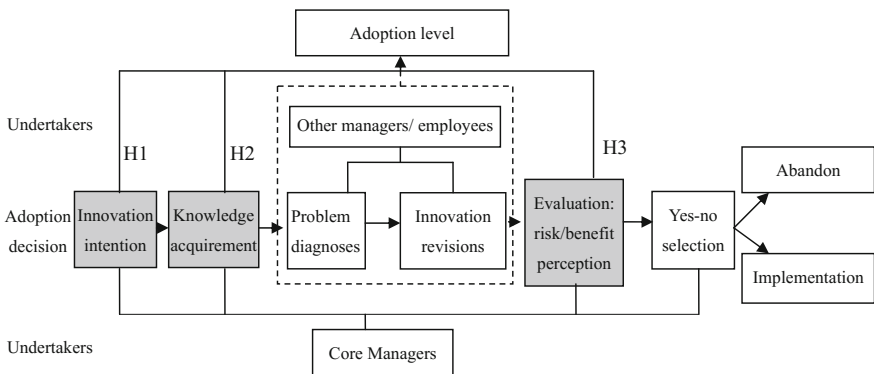 Adoption level
Undertakers
Other managers/ employees
H1
H2
H3
Abandon
Adoption
decision
Innovation
intention
Knowledge
acquirement
Problem
diagnoses
Innovation
revisions
Evaluation:
risk/benefit
perception
Yes-no
selection
Implementation
Undertakers
Core Managers